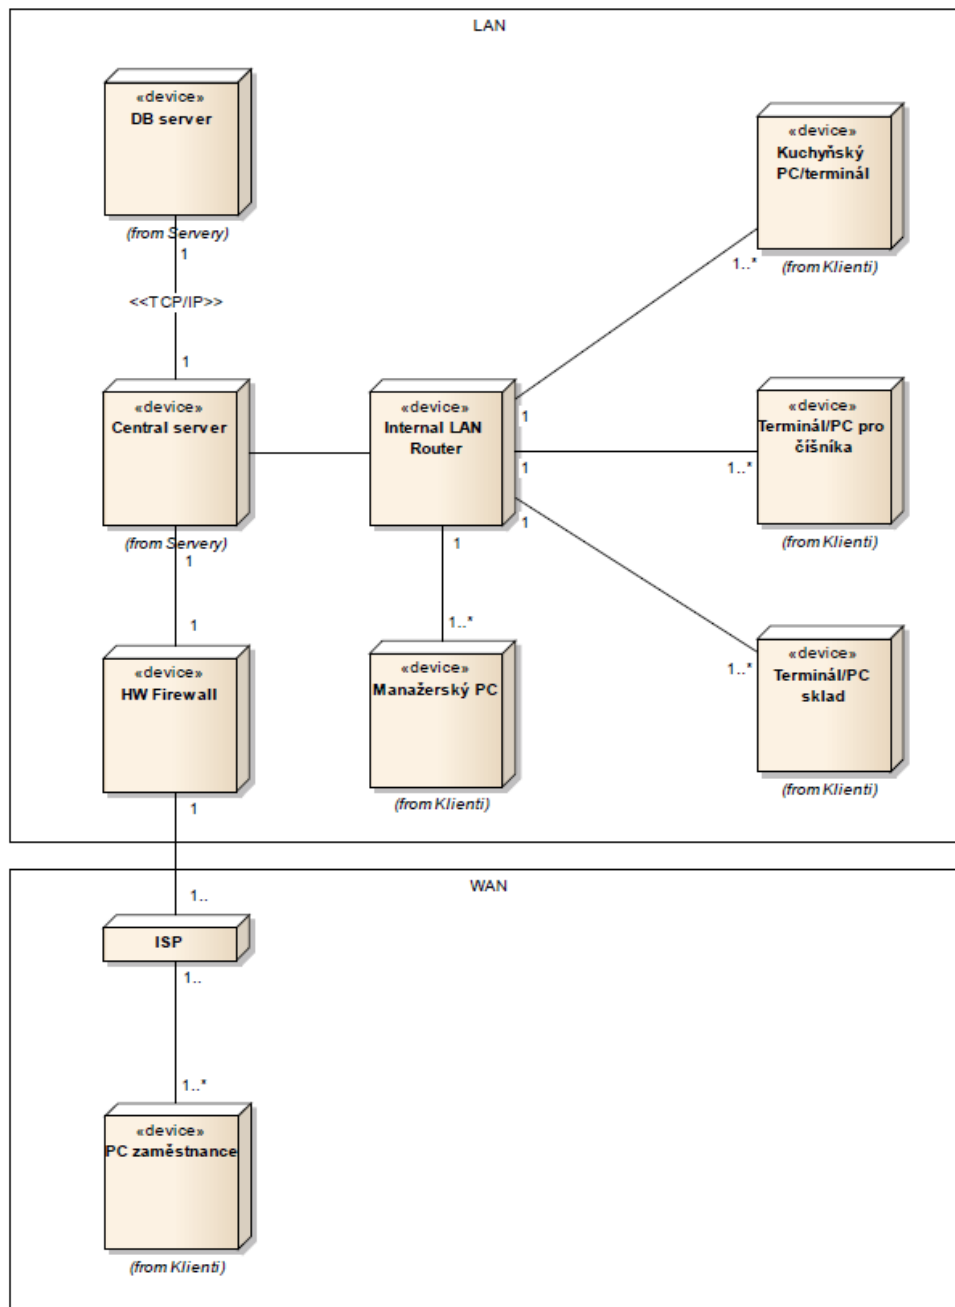 LAN
«device»
DB server
(from Servery)
1
<<TCP/IP>>
1
«device»
Central server
(from Servery)
1
1
«device»
HW Firewall
1
«device»
Internal LAN
Router
1
1
1
1
1..*
«device»
Manažerský PC
(from Klienti)
«device»
Kuchyňský
PC/terminál
1..*
(from Klienti)
«device»
Terminál/PC pro
číšníka
1..*
(from Klienti)
«device»
Terminál/PC
sklad
1..*
(from Klienti)
WAN
1..
ISP
1..
1..*
«device»
PC zaměstnance
(from Klienti)